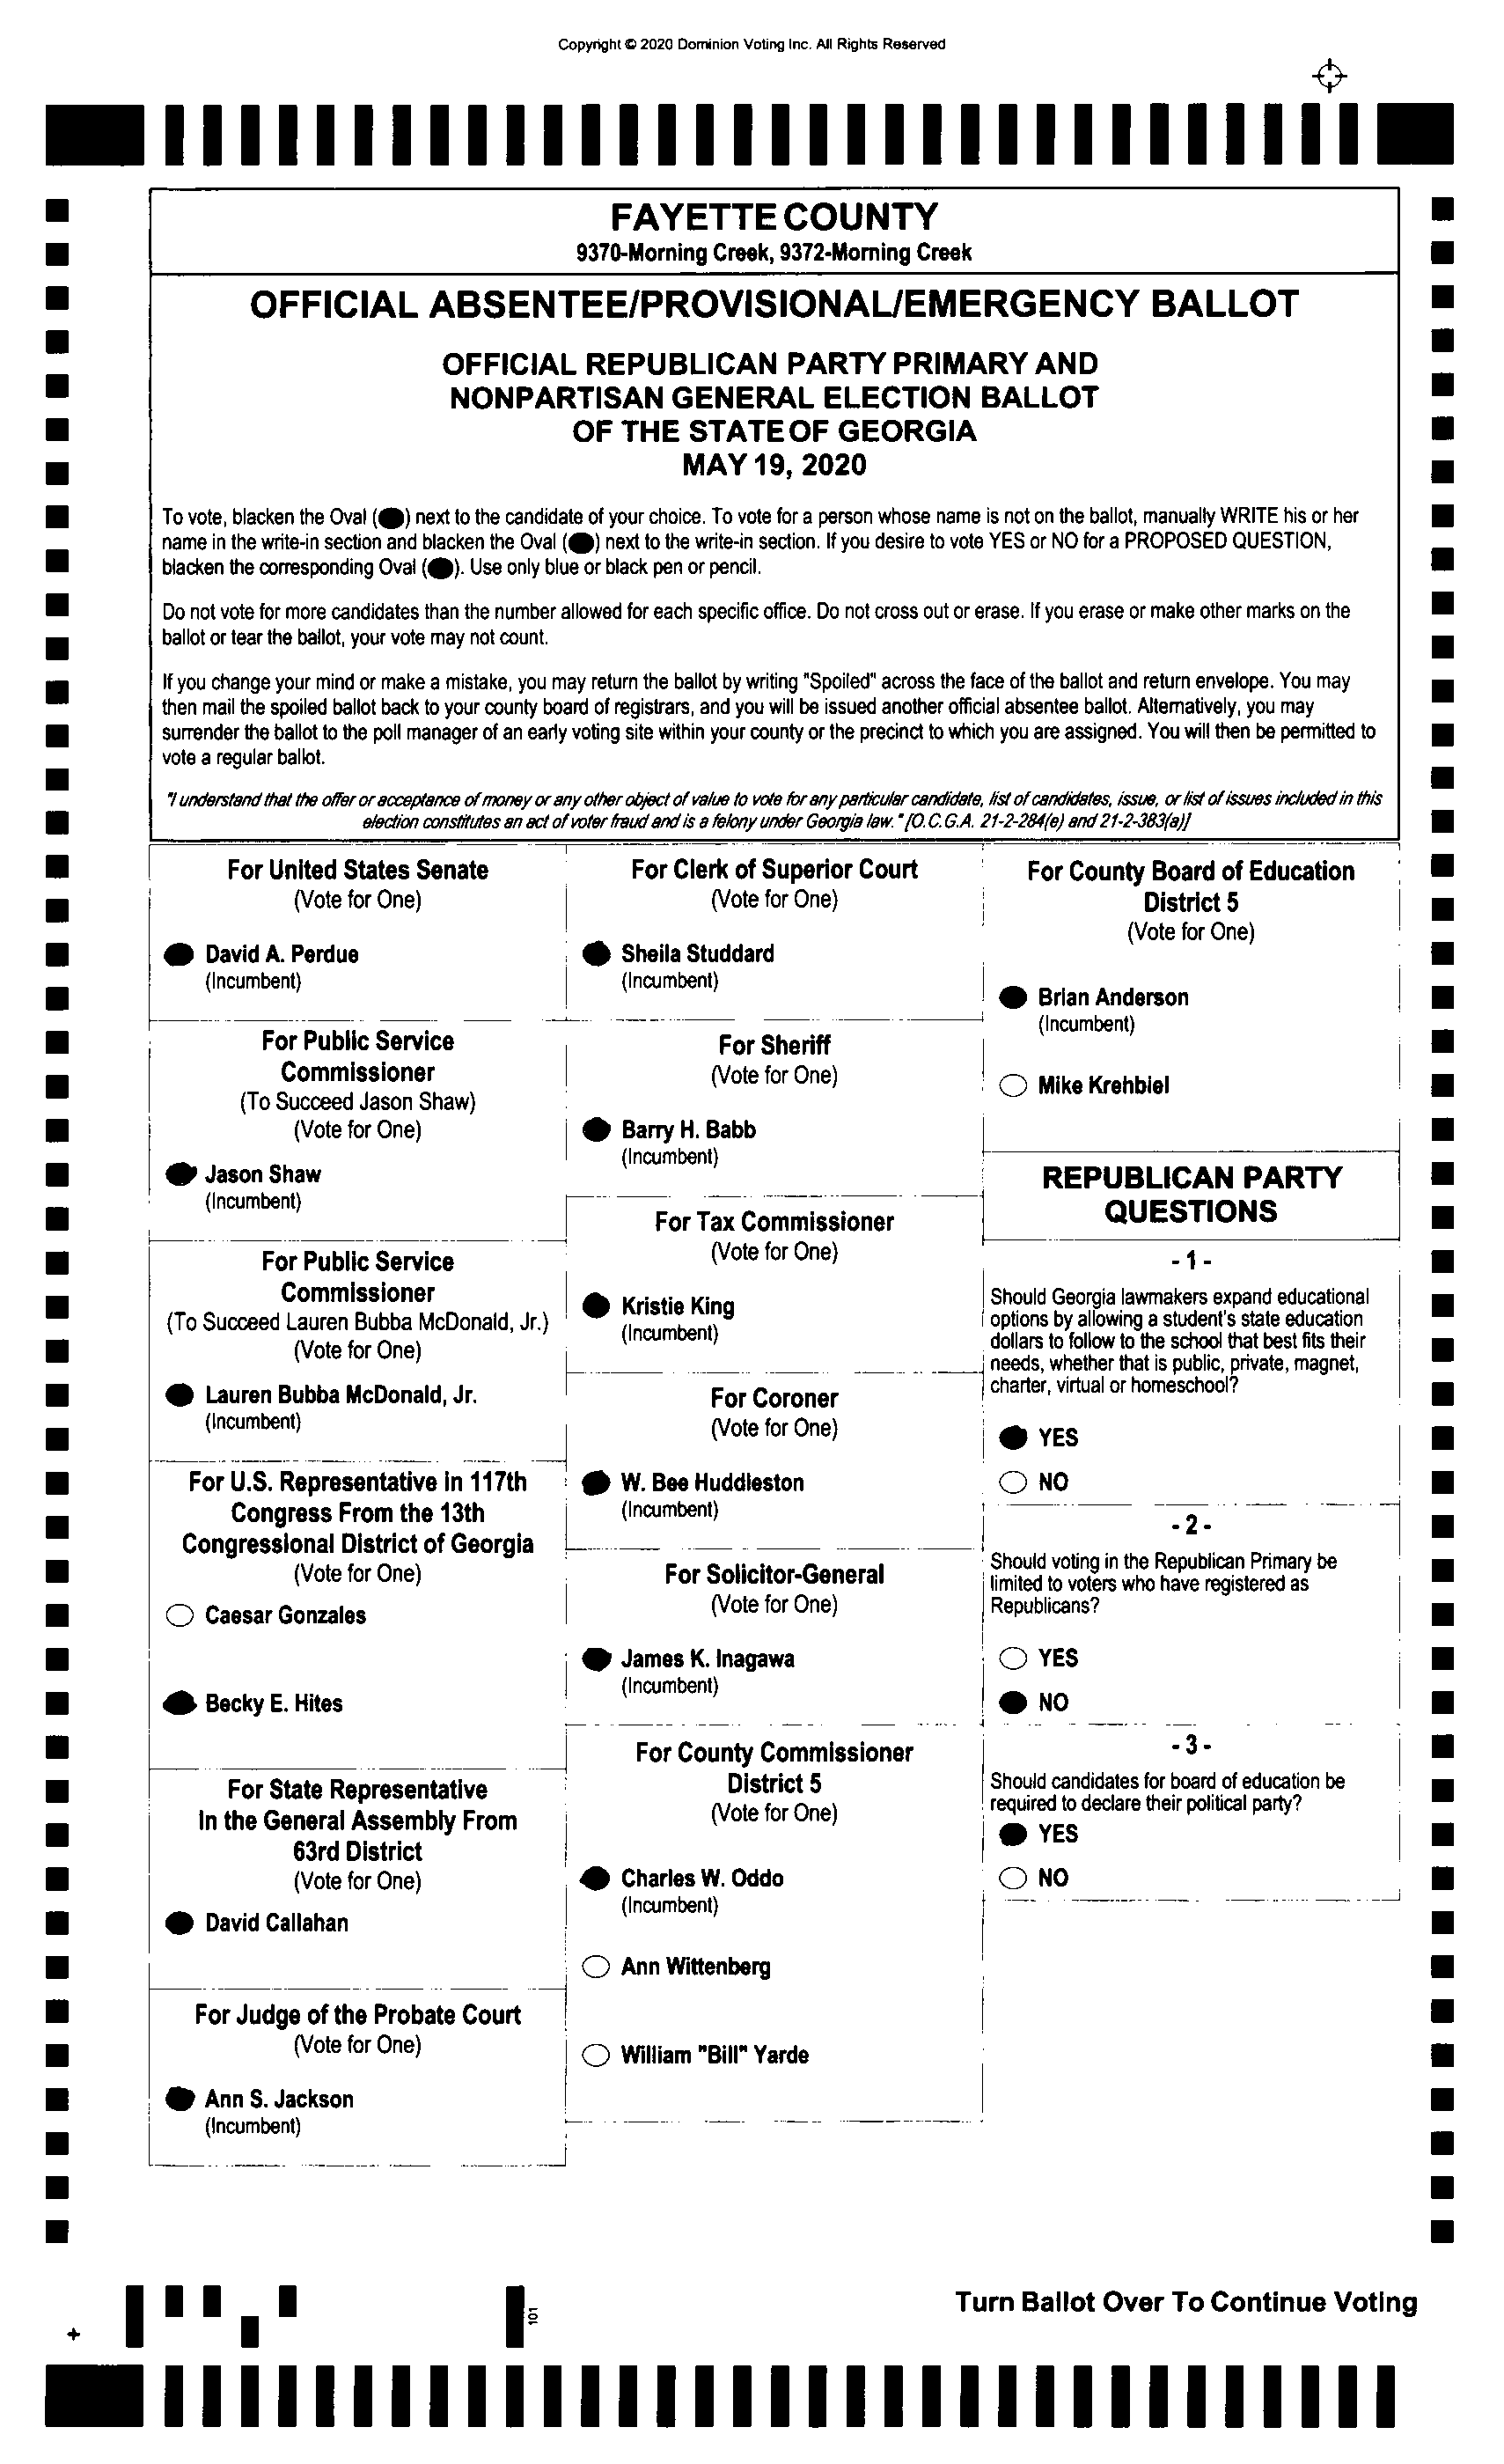 Copyright © 2020 Dominion Voting Inc. All Rights Reserved
FAYETTE COUNTY
9370-Morning Creek, 9372-Morning Creek
OFFICIAL ABSENTEE/PROVISIONAL/EMERGENCY BALLOT
OFFICIAL REPUBLICAN PARTY PRIMARY AND
NONPARTISAN GENERAL ELECTION BALLOT
OF THE STATE OF GEORGIA
MAY 19, 2020
To vote, blacken the Oval ( ) next to the candidate of your choice. To vote for a person whose name is not on the ballot, manually WRITE his or her
name in the write-in section and blacken the Oval ( ) next to the write-in section. If you desire to vote YES or NO for a PROPOSED QUESTION,
blacken the corresponding Oval ( ). Use only blue or black pen or pencil.
Do not vote for more candidates than the number allowed for each specific office. Do not cross out or erase. If you erase or make other marks on the
ballot or tear the ballot, your vote may not count.
If you change your mind or make a mistake, you may return the ballot by writing "Spoiled" across the face of the ballot and return envelope. You may
then mail the spoiled ballot back to your county board of registrars, and you will be issued another official absentee ballot. Alternatively, you may
surrender the ballot to the poll manager of an early voting site within your county or the precinct to which you are assigned. You will then be permitted to
vote a regular ballot.
"I understand that the offer or acceptance of money or any other object of value to vote for any particular candidate, list of candidates, issue, or list of issues included in this
election constitutes an act of voter fraud and is a felony under Georgia law." [O.C.G.A. 21-2-284(e) and 21-2-383(a)]
For United States Senate
(Vote for One)
David A. Perdue
(Incumbent)
For Public Service
Commissioner
(To Succeed Jason Shaw)
(Vote for One)
Jason Shaw
(Incumbent)
For Public Service
Commissioner
(To Succeed Lauren Bubba McDonald, Jr.)
(Vote for One)
Lauren Bubba McDonald, Jr.
(Incumbent)
For U.S. Representative in 117th
Congress From the 13th
Congressional District of Georgia
(Vote for One)
Caesar Gonzales
Becky E. Hites
For State Representative
In the General Assembly From
63rd District
(Vote for One)
David Callahan
For Judge of the Probate Court
(Vote for One)
Ann S. Jackson
(Incumbent)
For Clerk of Superior Court
(Vote for One)
Sheila Studdard
(Incumbent)
For Sheriff
(Vote for One)
Barry H. Babb
(Incumbent)
For Tax Commissioner
(Vote for One)
Kristie King
(Incumbent)
For Coroner
(Vote for One)
W. Bee Huddleston
(Incumbent)
For Solicitor-General
(Vote for One)
James K. Inagawa
(Incumbent)
For County Commissioner
District 5
(Vote for One)
Charles W. Oddo
(Incumbent)
Ann Wittenberg
William "Bill" Yarde
For County Board of Education
District 5
(Vote for One)
Brian Anderson
(Incumbent)
Mike Krehbiel
REPUBLICAN PARTY
QUESTIONS
- 1 -
Should Georgia lawmakers expand educational
options by allowing a student's state education
dollars to follow to the school that best fits their
needs, whether that is public, private, magnet,
charter, virtual or homeschool?
YES
NO
- 2 -
Should voting in the Republican Primary be
limited to voters who have registered as
Republicans?
YES
NO
- 3 -
Should candidates for board of education be
required to declare their political party?
YES
NO
101
Turn Ballot Over To Continue Voting